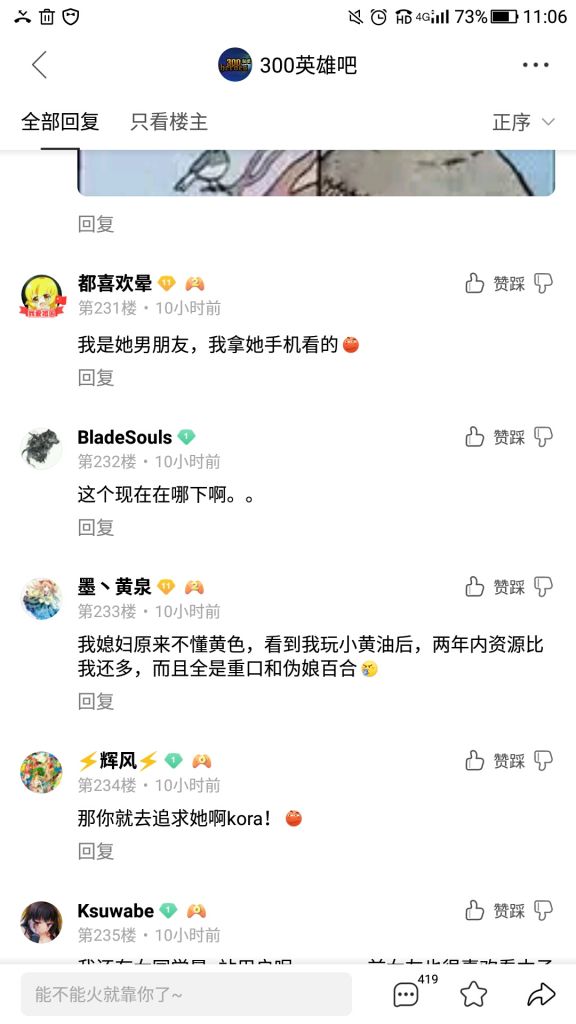 4G 73% 11:06
300英雄吧
全部回复 只看楼主 正序
回复
都喜欢晕 11 2
第231楼 · 10小时前
赞踩
我是她男朋友，我拿她手机看的
回复
BladeSouls 1
第232楼 · 10小时前
赞踩
这个现在在哪下啊。。
回复
墨丶黄泉 11 2
第233楼 · 10小时前
赞踩
我媳妇原来不懂黄色，看到我玩小黄油后，两年内资源比
我还多，而且全是重口和伪娘百合
回复
⚡辉风⚡ 1
第234楼 · 10小时前
赞踩
那你就去追求她啊kora！
回复
Ksuwabe 1
第235楼 · 10小时前
赞踩
能不能火就靠你了~
419